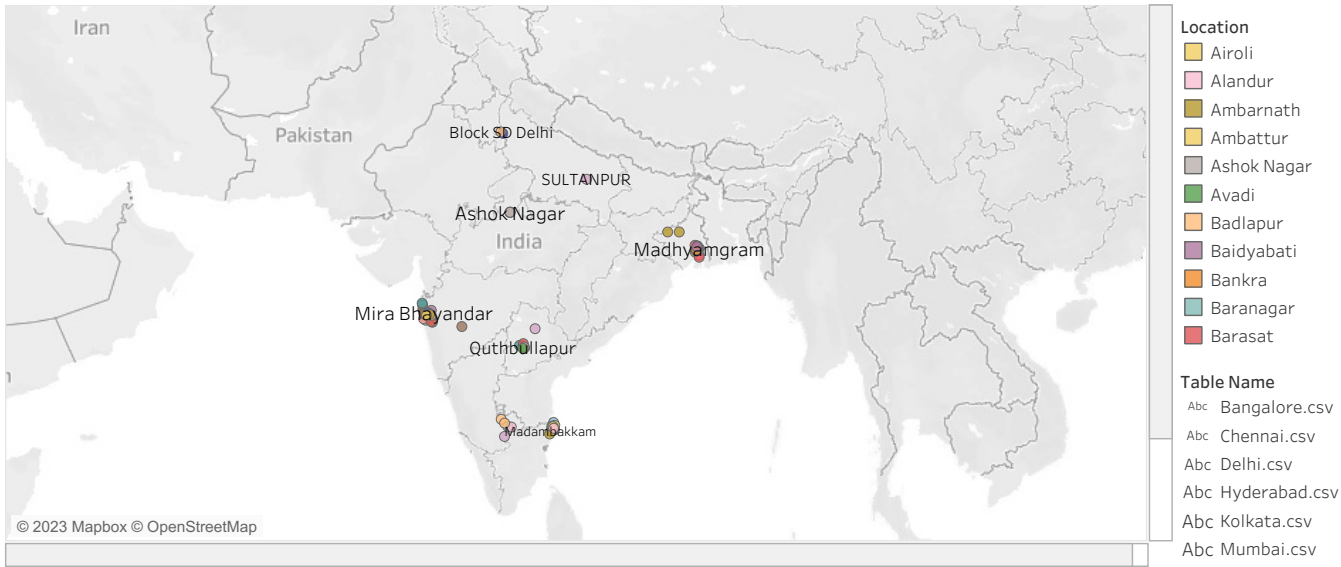 Iran
Pakistan
Block SD Delhi
SULTANPUR
Ashok Nagar
India
Madhyamgram
Mira Bhayandar
Quthbullapur
Madambakkam
© 2023 Mapbox © OpenStreetMap
Location
Airoli
Alandur
Ambarnath
Ambattur
Ashok Nagar
Avadi
Badlapur
Baidyabati
Bankra
Baranagar
Barasat
Table Name
Abc Bangalore.csv
Abc Chennai.csv
Abc Delhi.csv
Abc Hyderabad.csv
Abc Kolkata.csv
Abc Mumbai.csv